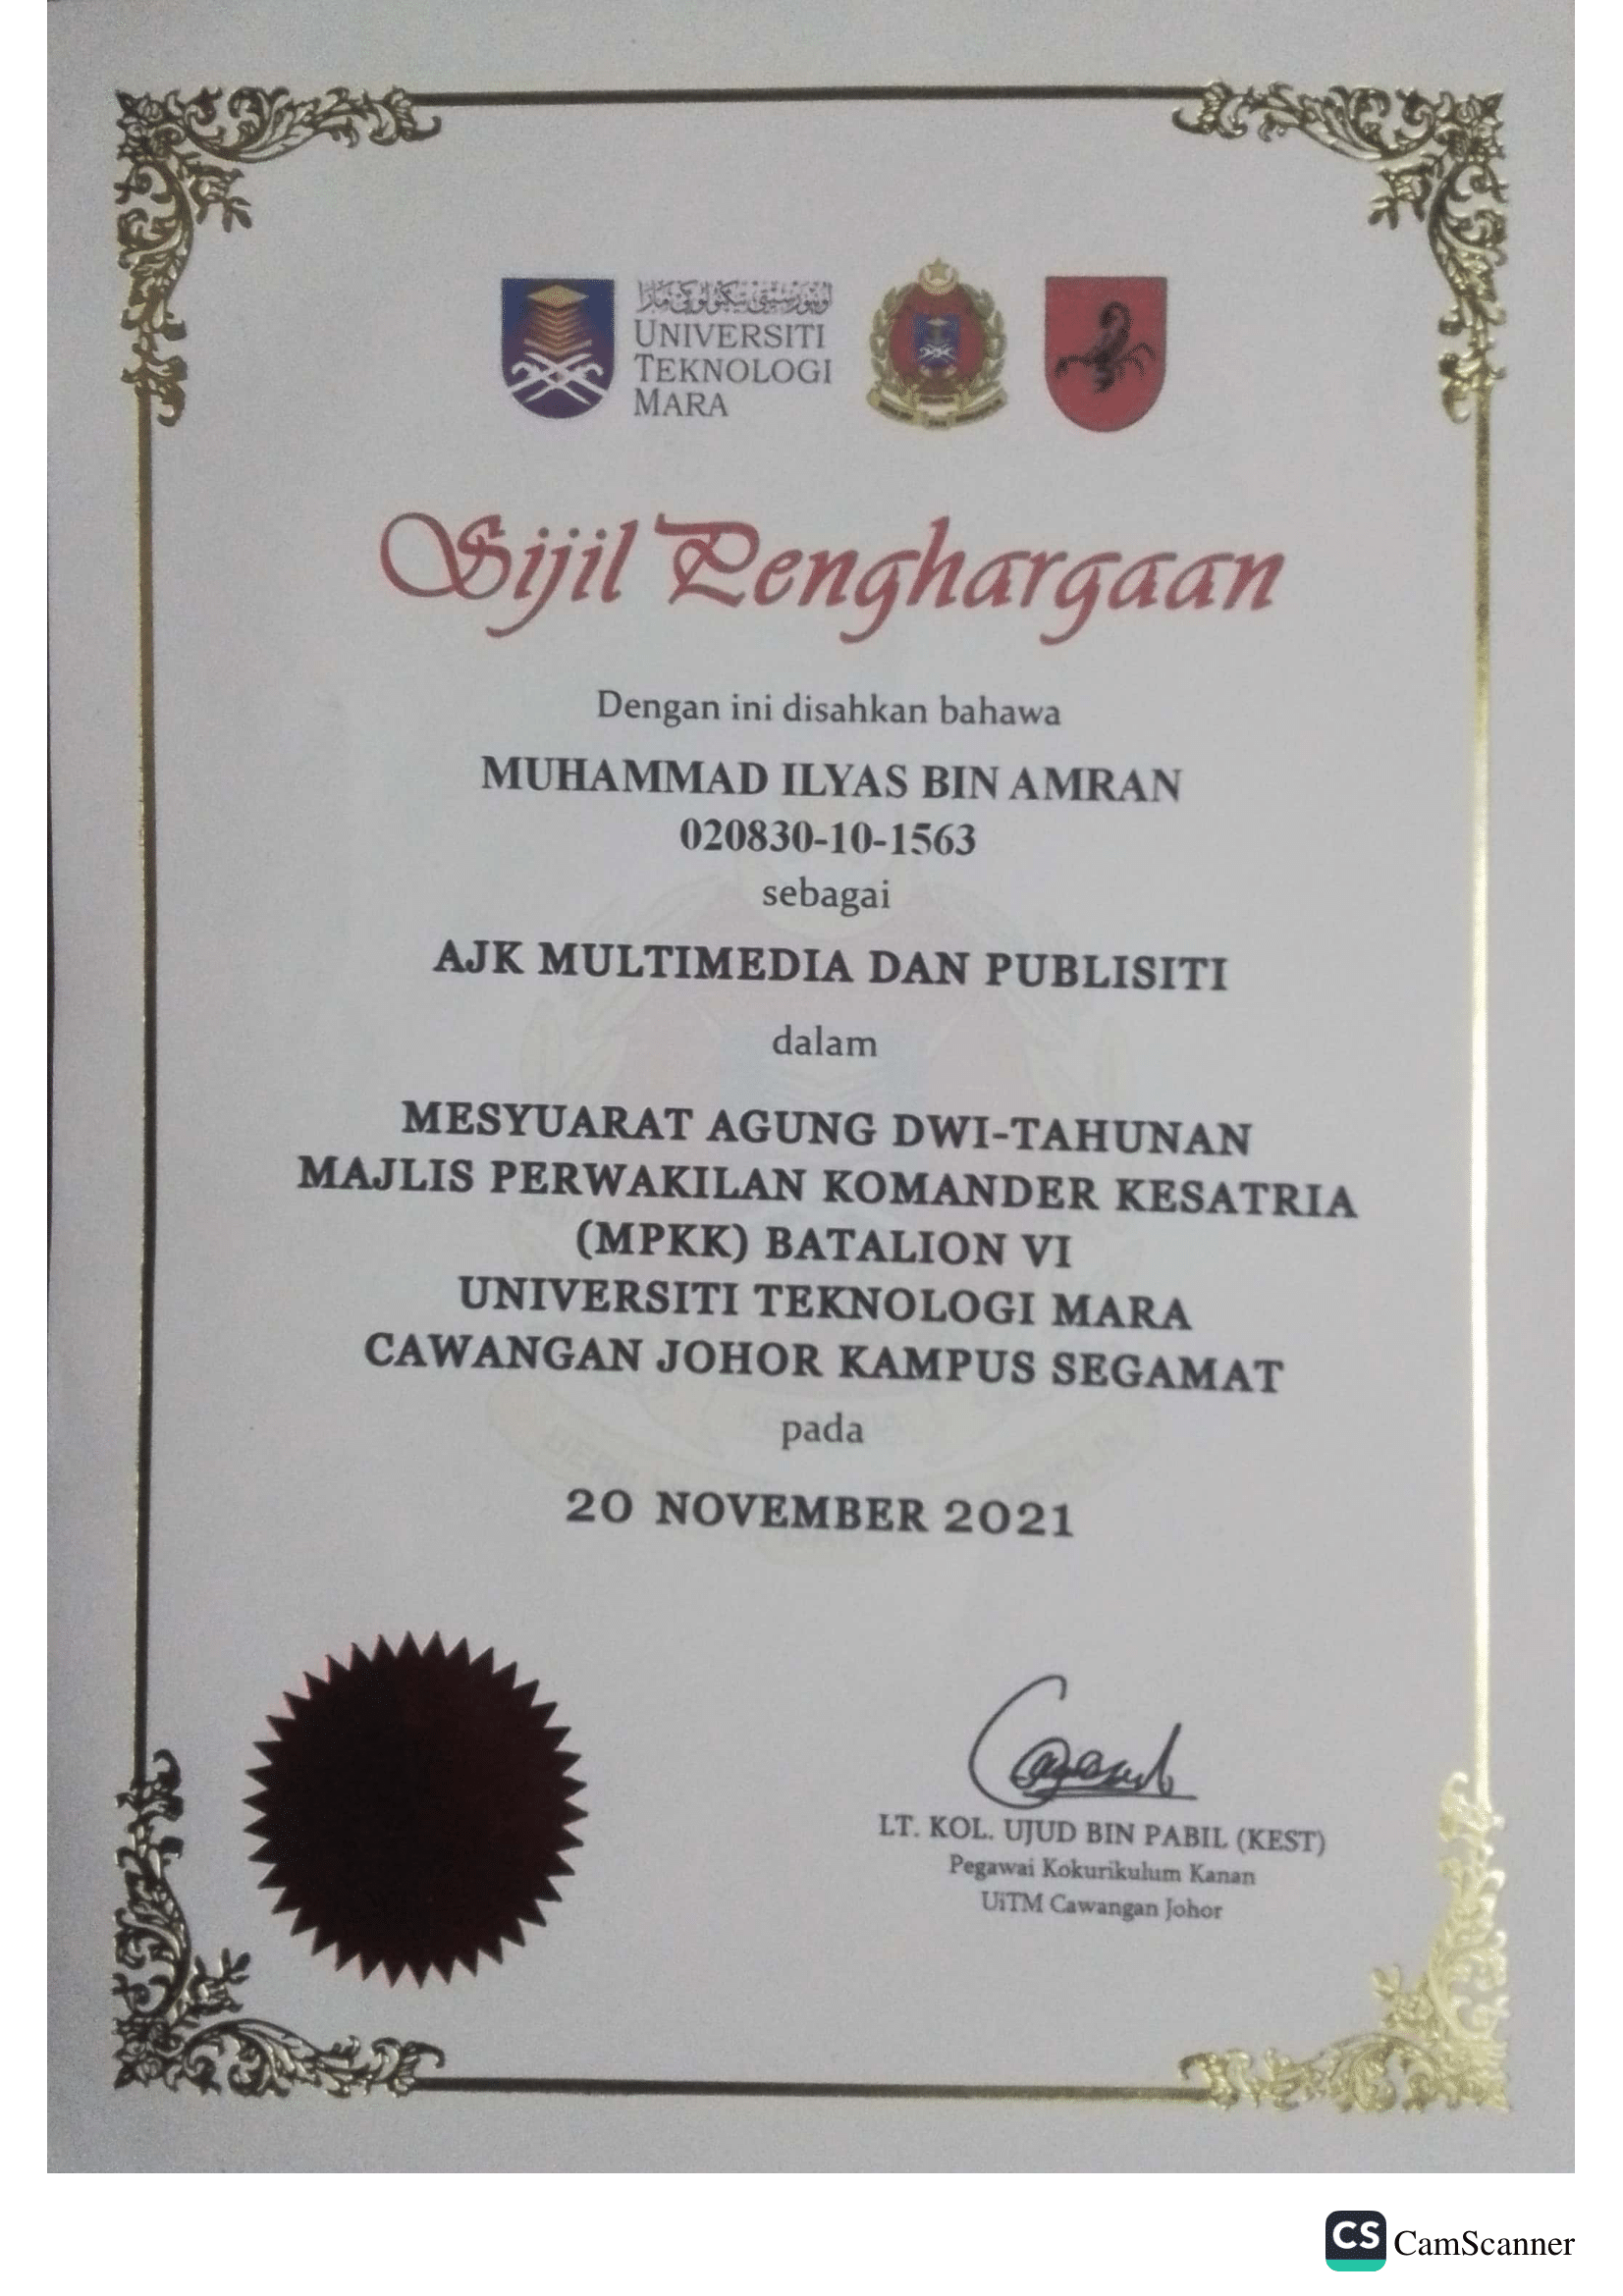 UNIVERSITI
TEKNOLOGI
MARA
Sijil Penghargaan
Dengan ini disahkan bahawa
MUHAMMAD ILYAS BIN AMRAN
020830-10-1563
sebagai
AJK MULTIMEDIA DAN PUBLISITI
dalam
MESYUARAT AGUNG DWI-TAHUNAN
MAJLIS PERWAKILAN KOMANDER KESATRIA
(MPKK) BATALION VI
UNIVERSITI TEKNOLOGI MARA
CAWANGAN JOHOR KAMPUS SEGAMAT
pada
20 NOVEMBER 2021
LT. KOL. UJUD BIN PABIL (KEST)
Pegawai Kokurikulum Kanan
UiTM Cawangan Johor
CS CamScanner